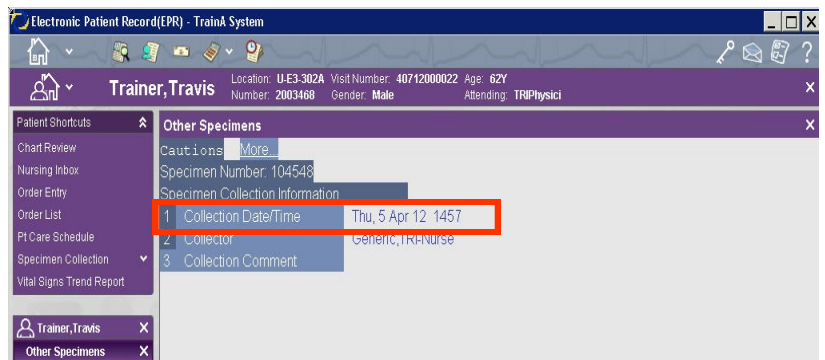 Electronic Patient Record(EPR) - TrainA System
Trainer,Travis
Location: U-E3-302A Visit Number: 40712000022 Age: 62Y
Number: 2003468 Gender: Male Attending: TRIPhysici
Patient Shortcuts
Chart Review
Nursing Inbox
Order Entry
Order List
Pt Care Schedule
Specimen Collection
Vital Signs Trend Report
Trainer,Travis
Other Specimens
Other Specimens
Cautions More...
Specimen Number: 104548
Specimen Collection Information
1 Collection Date/Time Thu, 5 Apr 12 1457
2 Collector Generic,TRI-Nurse
3 Collection Comment